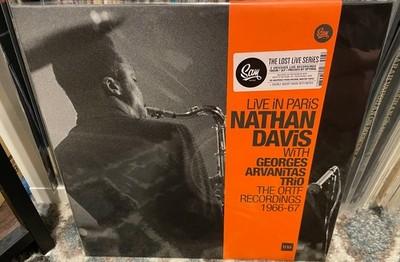 Sam
THE LOST LiVE SERiES
Sam
LiVE iN PARiS
NATHAN
DAViS
WiTH
GEORGES
ARVANiTAS
TRiO
THE ORTF
RECORDiNGS
1966-67